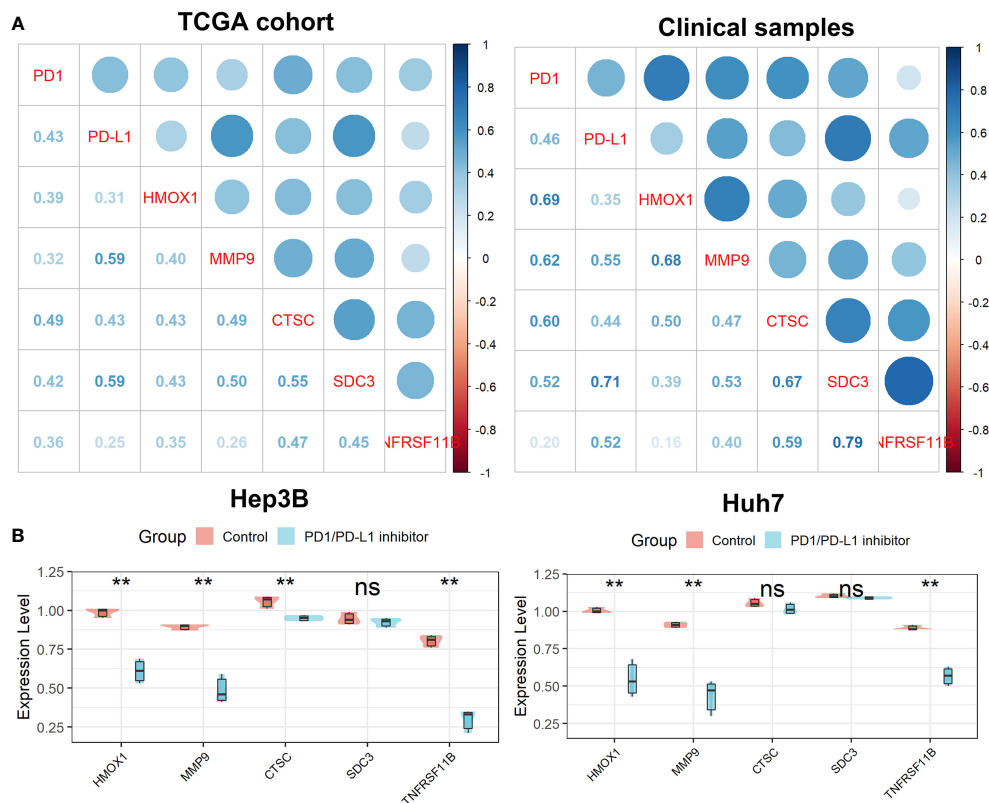 A
TCGA cohort
PD1
0.43 PD-L1
0.39 0.31 HMOX1
0.32 0.59 0.40 MMP9
0.49 0.43 0.43 0.49 CTSC
0.42 0.59 0.43 0.50 0.55 SDC3
0.36 0.25 0.35 0.26 0.47 0.45 NFRSF11B
1
0.8
0.6
0.4
0.2
0
-0.2
-0.4
-0.6
-0.8
-1
Clinical samples
PD1
0.46 PD-L1
0.69 0.35 HMOX1
0.62 0.55 0.68 MMP9
0.60 0.44 0.50 0.47 CTSC
0.52 0.71 0.39 0.53 0.67 SDC3
0.20 0.52 0.16 0.40 0.59 0.79 NFRSF11B
1
0.8
0.6
0.4
0.2
0
-0.2
-0.4
-0.6
-0.8
-1
B
Hep3B
Group Control PD1/PD-L1 inhibitor
Expression Level
1.25
1.00
0.75
0.50
0.25
** ** ** ns **
HMOX1 MMP9 CTSC SDC3 TNFRSF11B
Huh7
Group Control PD1/PD-L1 inhibitor
Expression Level
1.25
1.00
0.75
0.50
0.25
** ** ns ns **
HMOX1 MMP9 CTSC SDC3 TNFRSF11B